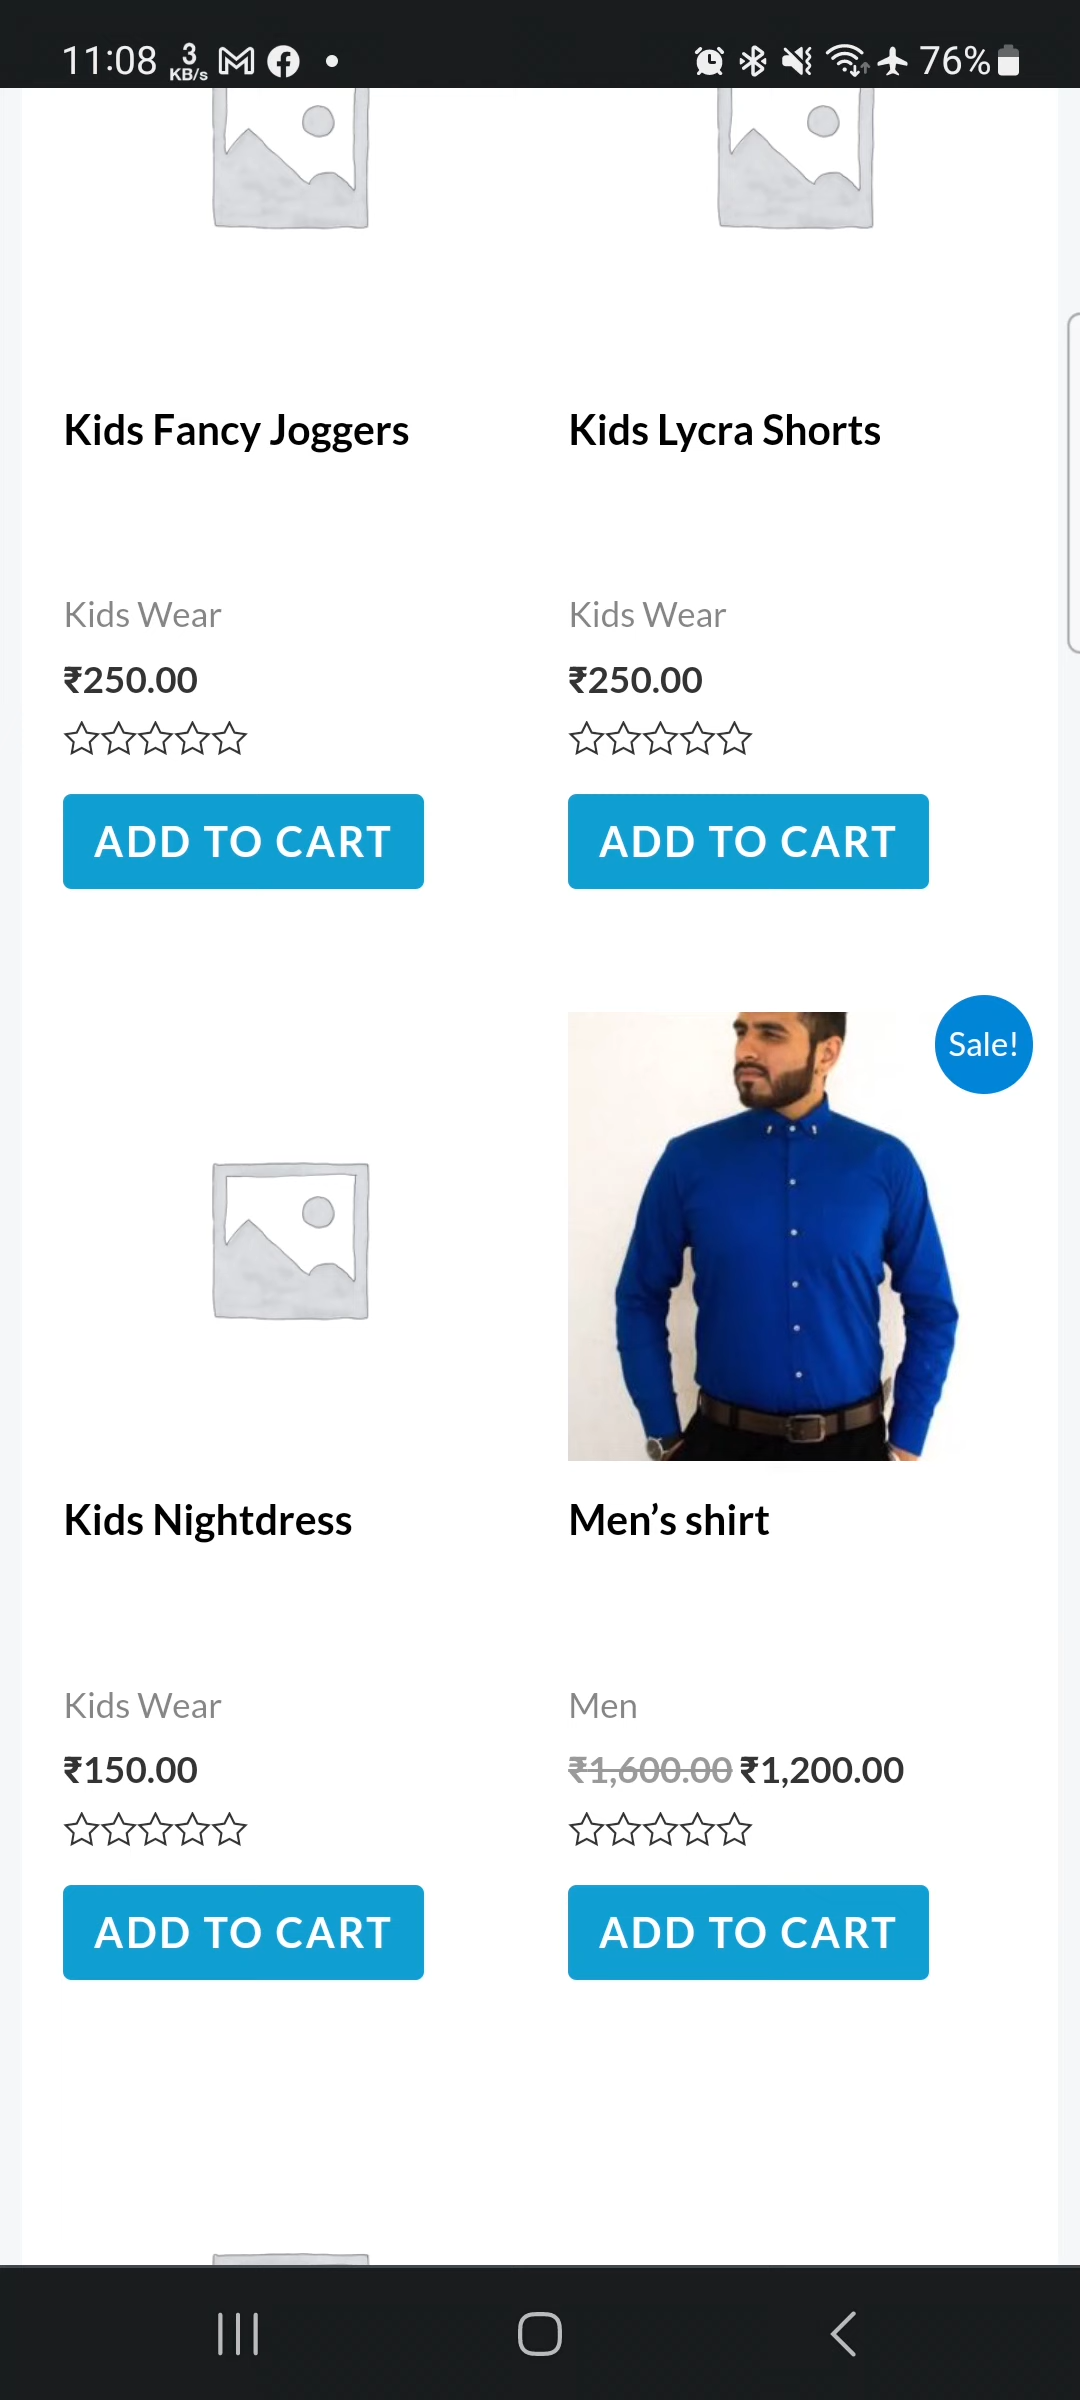 11:08 3 KB/s 76%
Kids Fancy Joggers
Kids Wear
₹250.00
ADD TO CART
Kids Lycra Shorts
Kids Wear
₹250.00
ADD TO CART
Kids Nightdress
Kids Wear
₹150.00
ADD TO CART
Sale!
Men’s shirt
Men
₹1,600.00 ₹1,200.00
ADD TO CART